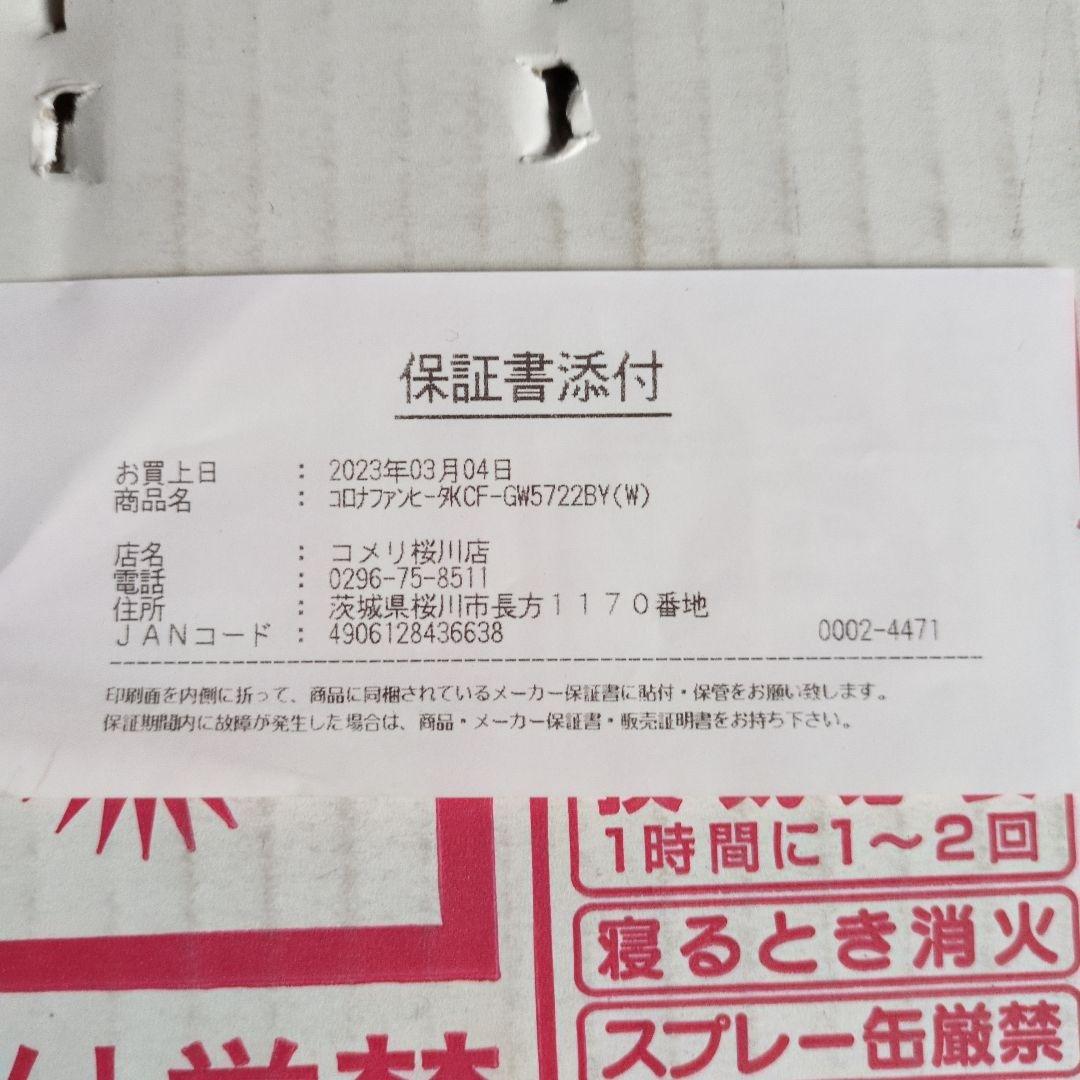 保証書添付
お買上日 : 2023年03月04日
商品名 : コロナファンヒータKCF-GW5722BY(W)
店名 : コメリ桜川店
電話 : 0296-75-8511
住所 : 茨城県桜川市長方1170番地
JANコード : 4906128436638 0002-4471
印刷面を内側に折って、商品に同梱されているメーカー保証書に貼付・保管をお願い致します。
保証期間内に故障が発生した場合は、商品・メーカー保証書・販売証明書をお持ち下さい。
1時間に1〜2回
寝るとき消火
スプレー缶厳禁